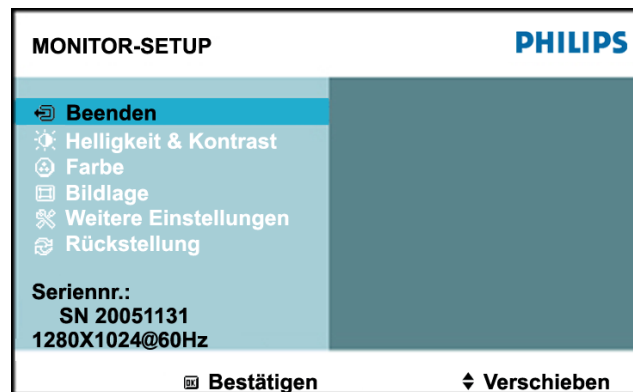 MONITOR-SETUP
PHILIPS
Beenden
Helligkeit & Kontrast
Farbe
Bildlage
Weitere Einstellungen
Rückstellung
Seriennr.:
SN 20051131
1280X1024@60Hz
OK Bestätigen
Verschieben